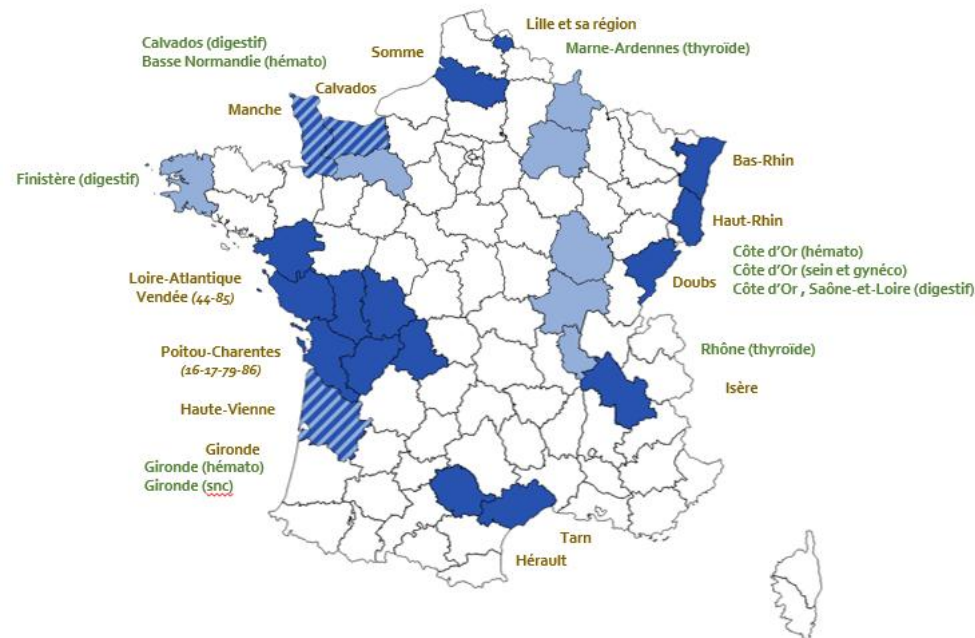 Lille et sa région
Calvados (digestif)
Basse Normandie (hémato)
Somme
Marne-Ardennes (thyroïde)
Calvados
Manche
Bas-Rhin
Finistère (digestif)
Haut-Rhin
Côte d’Or (hémato)
Côte d’Or (sein et gynéco)
Côte d’Or , Saône-et-Loire (digestif)
Doubs
Loire-Atlantique
Vendée (44-85)
Rhône (thyroïde)
Poitou-Charentes
(16-17-79-86)
Isère
Haute-Vienne
Gironde
Gironde (hémato)
Gironde (snc)
Tarn
Hérault